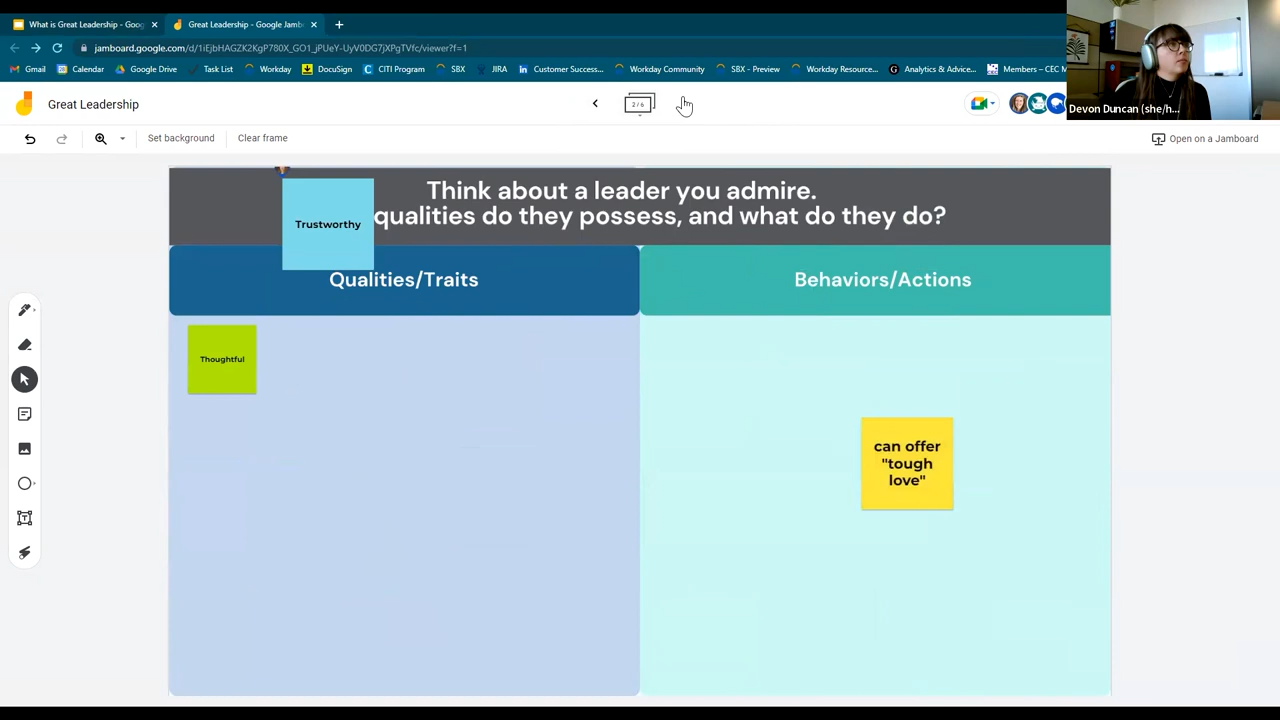 What is Great Leadership - Goog
Great Leadership - Google Jamb
jamboard.google.com/d/1iEjbHAGZK2KgP780X_GO1_jPUeY-UyV0DG7jXPgTVfc/viewer?f=1
Gmail Calendar Google Drive Task List Workday DocuSign CITI Program SBX JIRA Customer Success... Workday Community SBX - Preview Workday Resource... Analytics & Advice... Members – CEC M
Devon Duncan (she/h...
Great Leadership
2 / 6
Set background
Clear frame
Open on a Jamboard
Think about a leader you admire.
qualities do they possess, and what do they do?
Trustworthy
Qualities/Traits
Behaviors/Actions
Thoughtful
can offer
"tough
love"